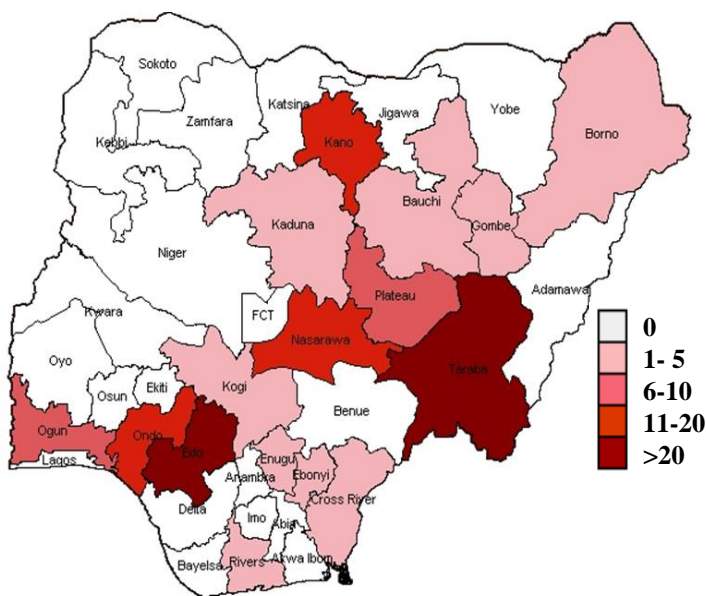 Sokoto
Katsina
Jigawa
Yobe
Borno
Zamfara
Kebbi
Kano
Bauchi
Gombe
Kaduna
Niger
Plateau
Adamawa
FCT
Kwara
Nasarawa
Taraba
Oyo
Osun
Ekiti
Kogi
Benue
Ogun
Ondo
Edo
Lagos
Enugu
Ebonyi
Anambra
Cross River
Delta
Imo
Abia
Bayelsa
Rivers
Akwa Ibom
0
1- 5
6-10
11-20
>20